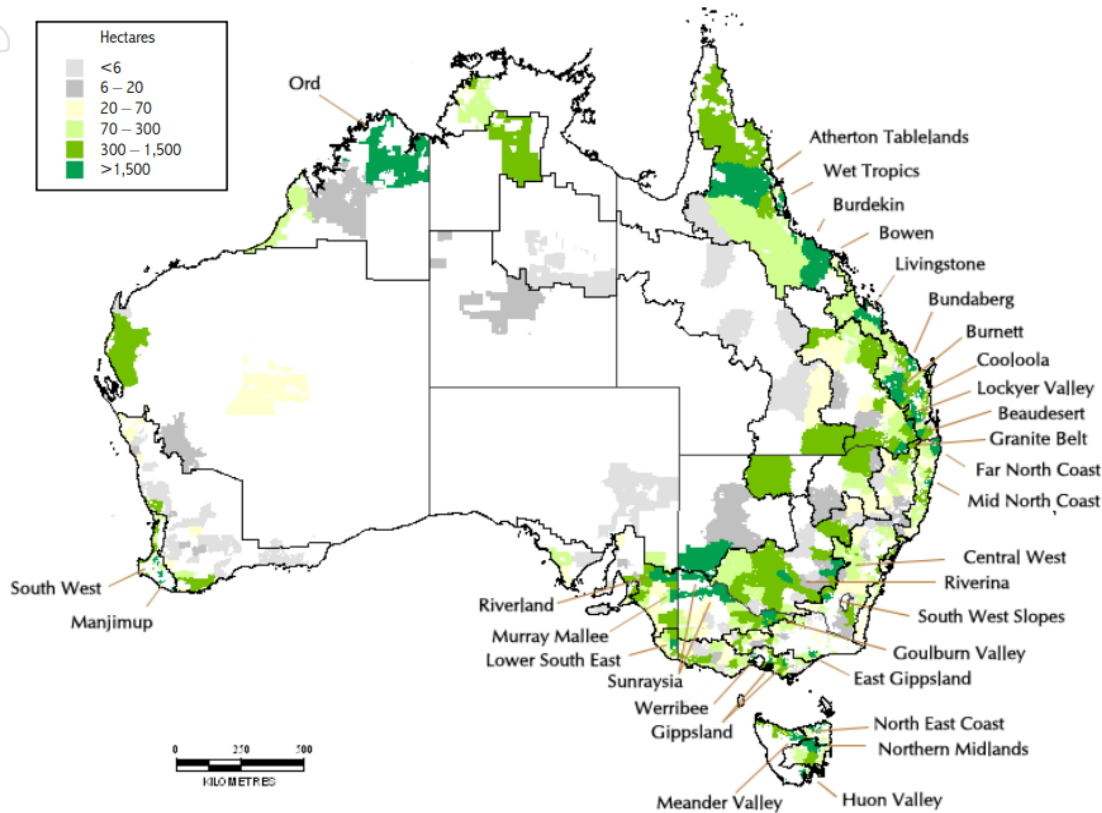 Hectares
<6
6 – 20
20 – 70
70 – 300
300 – 1,500
>1,500
Ord
Atherton Tablelands
Wet Tropics
Burdekin
Bowen
Livingstone
Bundaberg
Burnett
Cooloola
Lockyer Valley
Beaudesert
Granite Belt
Far North Coast
Mid North Coast
Central West
Riverina
South West Slopes
Goulburn Valley
East Gippsland
South West
Manjimup
Riverland
Murray Mallee
Lower South East
Sunraysia
Werribee
Gippsland
North East Coast
Northern Midlands
Meander Valley
Huon Valley
0 250 500
KILOMETRES